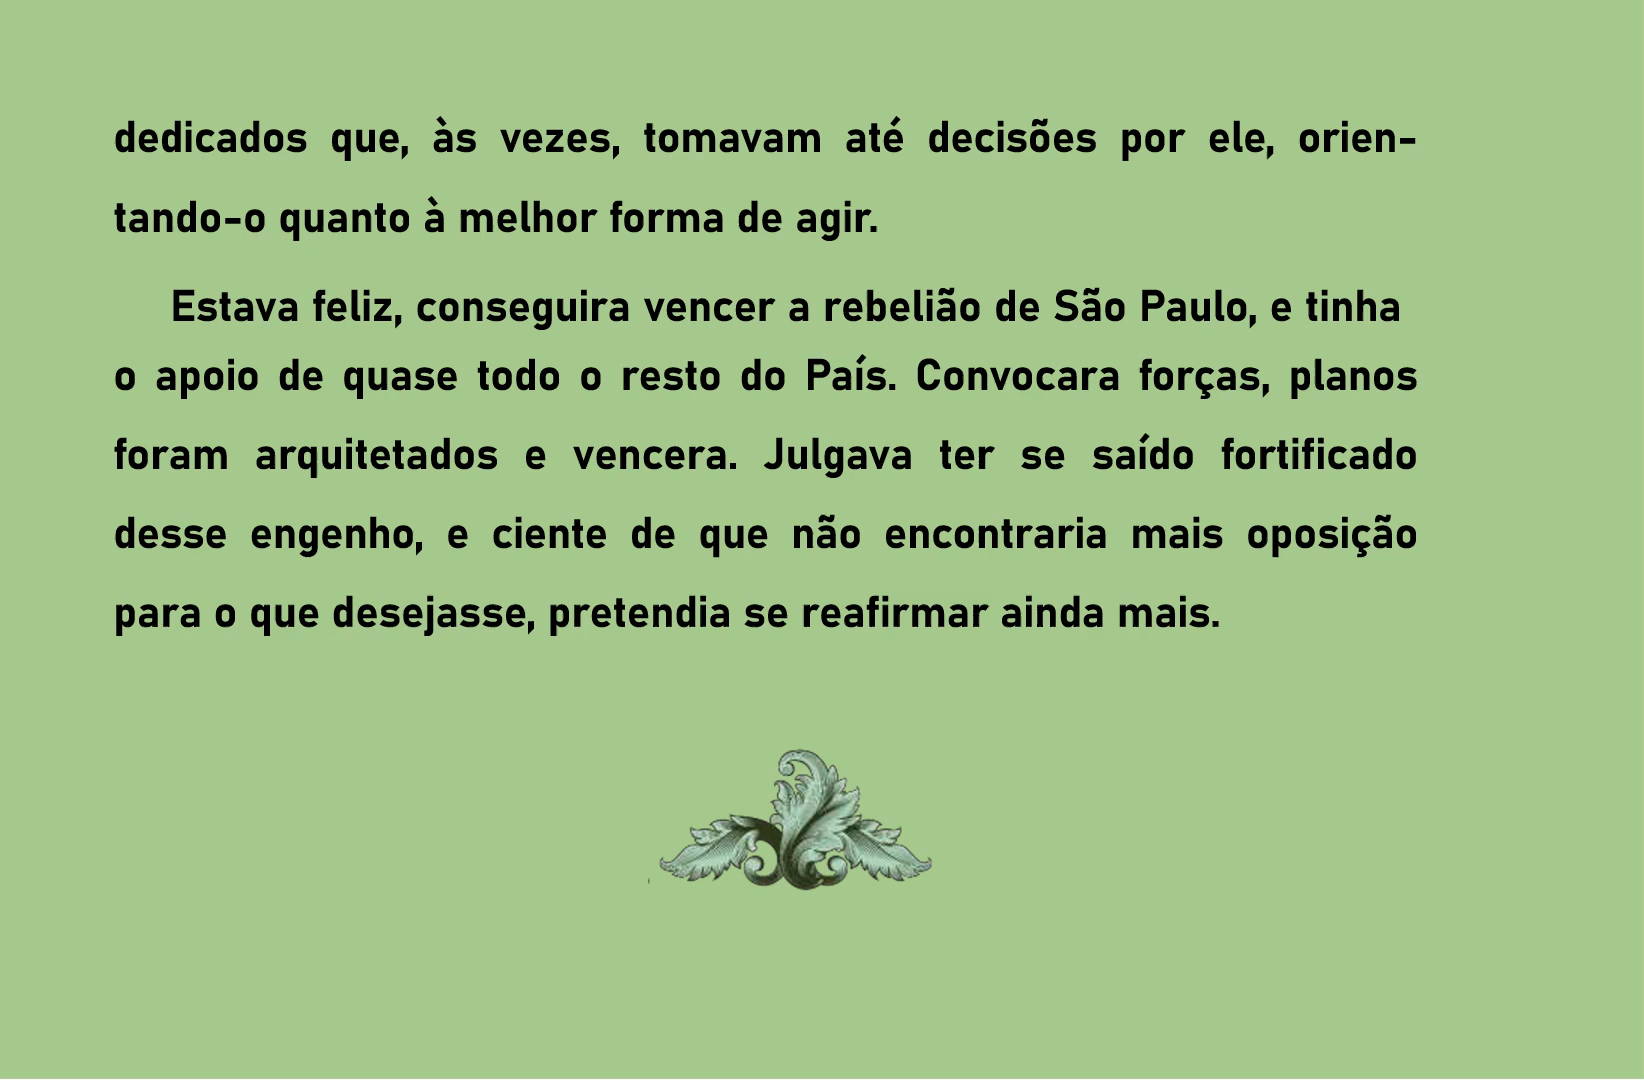 dedicados que, às vezes, tomavam até decisões por ele, orien-
tando-o quanto à melhor forma de agir.
Estava feliz, conseguira vencer a rebelião de São Paulo, e tinha
o apoio de quase todo o resto do País. Convocara forças, planos
foram arquitetados e vencera. Julgava ter se saído fortificado
desse engenho, e ciente de que não encontraria mais oposição
para o que desejasse, pretendia se reafirmar ainda mais.